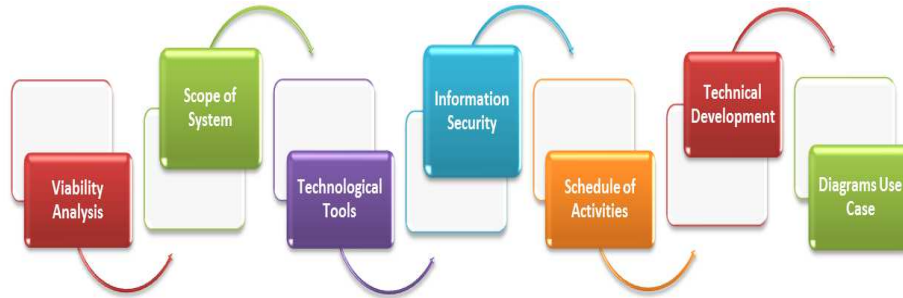 Viability
Analysis
Scope of
System
Technological
Tools
Information
Security
Schedule of
Activities
Technical
Development
Diagrams Use
Case